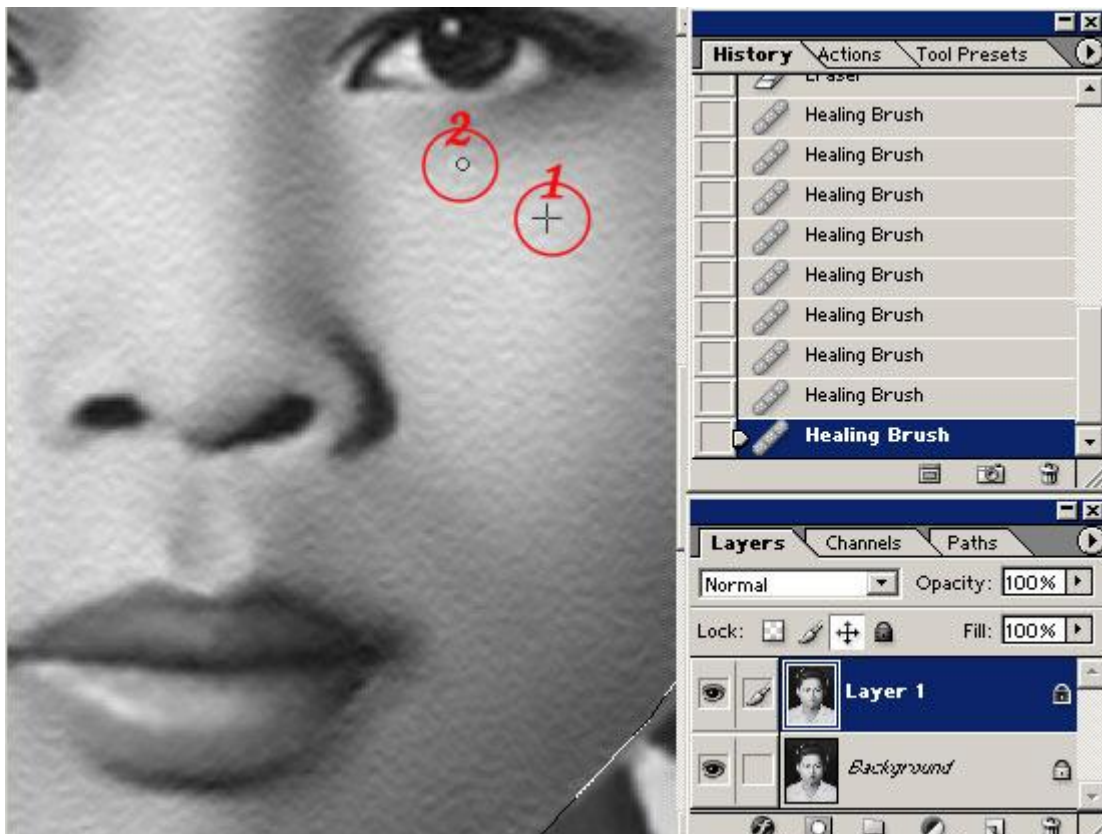 2
1
History Actions Tool Presets
Eraser
Healing Brush
Healing Brush
Healing Brush
Healing Brush
Healing Brush
Healing Brush
Healing Brush
Healing Brush
Healing Brush
Layers Channels Paths
Normal Opacity: 100%
Lock: Fill: 100%
Layer 1
Background